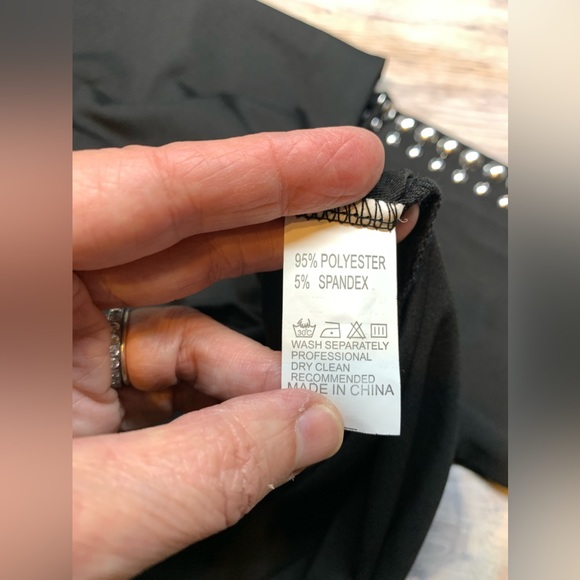 95% POLYESTER
5% SPANDEX
30°C
WASH SEPARATELY
PROFESSIONAL
DRY CLEAN
RECOMMENDED
MADE IN CHINA